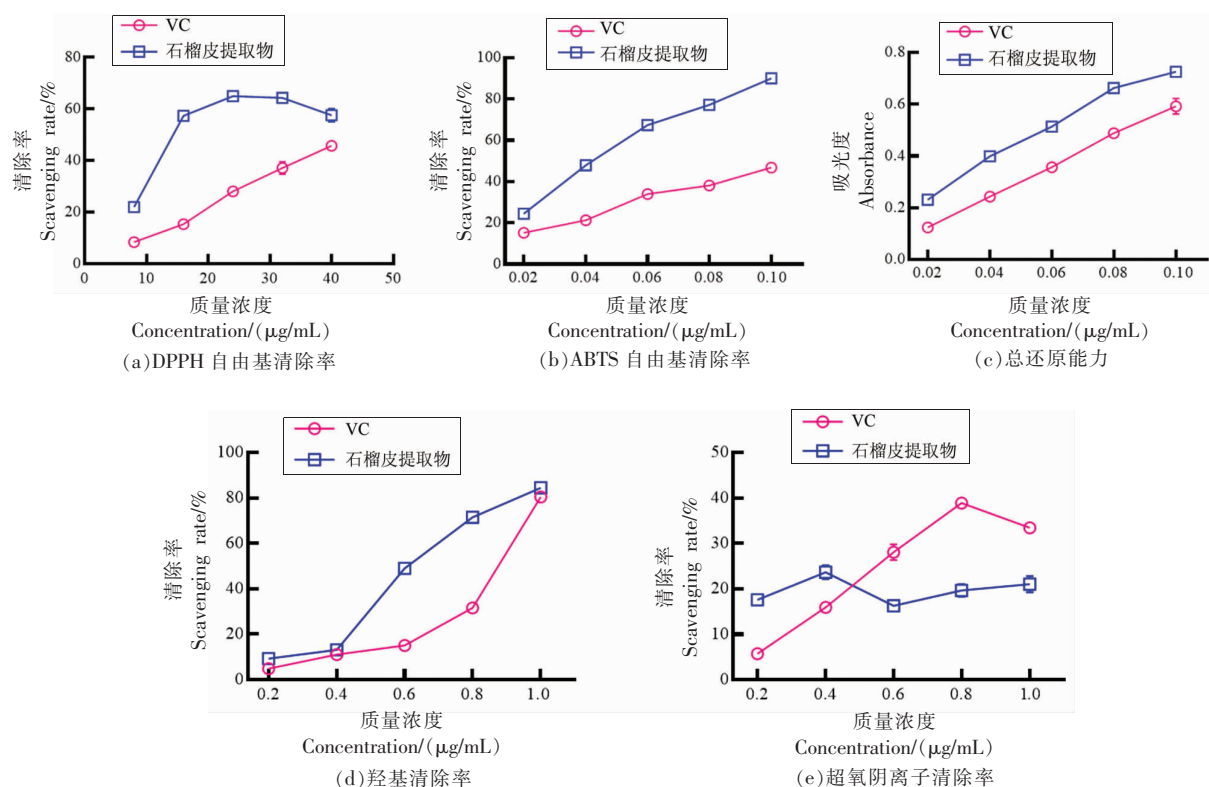 VC
石榴皮提取物
80
60
40
20
0
0
10
20
30
40
50
清除率
Scavenging rate/%
质量浓度
Concentration/(μg/mL)
(a)DPPH 自由基清除率
VC
石榴皮提取物
100
80
60
40
20
0
0.02
0.04
0.06
0.08
0.10
清除率
Scavenging rate/%
质量浓度
Concentration/(μg/mL)
(b)ABTS 自由基清除率
VC
石榴皮提取物
0.8
0.6
0.4
0.2
0.0
0.02
0.04
0.06
0.08
0.10
吸光度
Absorbance
质量浓度
Concentration/(μg/mL)
(c)总还原能力
VC
石榴皮提取物
100
80
60
40
20
0
0.2
0.4
0.6
0.8
1.0
清除率
Scavenging rate/%
质量浓度
Concentration/(μg/mL)
(d)羟基清除率
VC
石榴皮提取物
50
40
30
20
10
0
0.2
0.4
0.6
0.8
1.0
清除率
Scavenging rate/%
质量浓度
Concentration/(μg/mL)
(e)超氧阴离子清除率